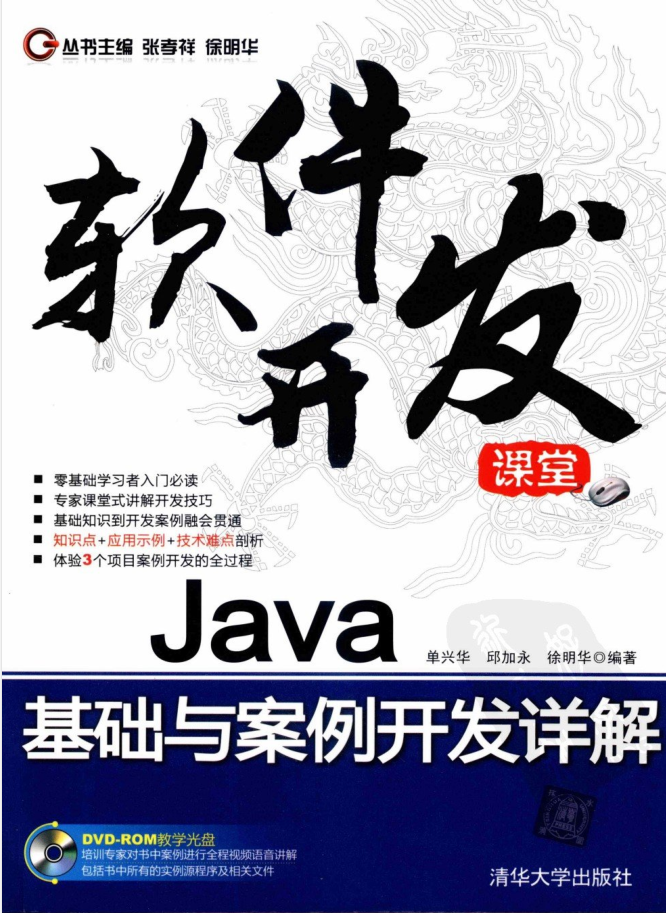 丛书主编 张孝祥 徐明华
软件开发
课堂
■ 零基础学习者入门必读
■ 专家课堂式讲解开发技巧
■ 基础知识到开发案例融会贯通
■ 知识点+应用示例+技术难点剖析
■ 体验3个项目案例开发的全过程
Java
单兴华 邱加永 徐明华◎编著
基础与案例开发详解
DVD-ROM教学光盘
培训专家对书中案例进行全程视频语音讲解
包括书中所有的实例源程序及相关文件
清华大学出版社